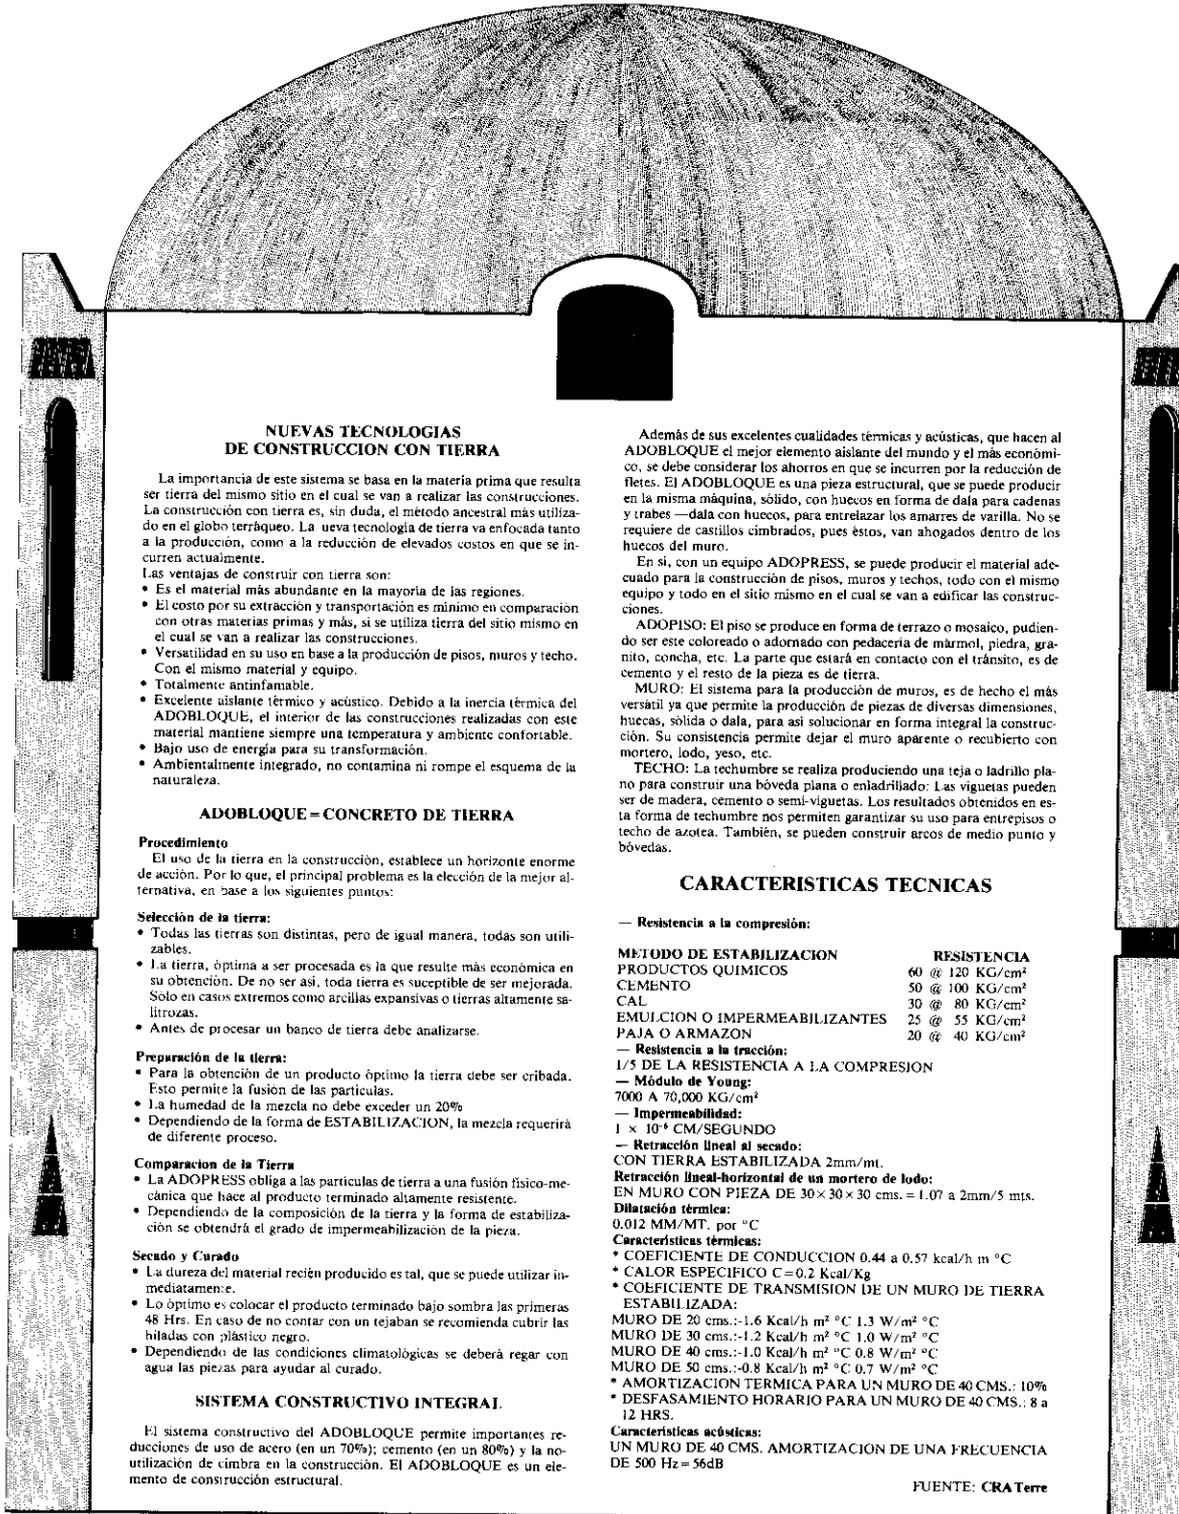 NUEVAS TECNOLOGIAS
DE CONSTRUCCION CON TIERRA
La importancia de este sistema se basa en la materia prima que resulta
ser tierra del mismo sitio en el cual se van a realizar las construcciones.
La construcción con tierra es, sin duda, el método ancestral más utiliza-
do en el globo terráqueo. La ueva tecnología de tierra va enfocada tanto
a la producción, como a la reducción de elevados costos en que se in-
curren actualmente.
Las ventajas de construir con tierra son:
• Es el material más abundante en la mayoría de las regiones.
• El costo por su extracción y transportación es mínimo en comparación
con otras materias primas y más, si se utiliza tierra del sitio mismo en
el cual se van a realizar las construcciones.
• Versatilidad en su uso en base a la producción de pisos, muros y techo.
Con el mismo material y equipo.
• Totalmente antinfamable.
• Excelente aislante térmico y acústico. Debido a la inercia térmica del
ADOBLOQUE, el interior de las construcciones realizadas con este
material mantiene siempre una temperatura y ambiente confortable.
• Bajo uso de energía para su transformación.
• Ambientalmente integrado, no contamina ni rompe el esquema de la
naturaleza.
ADOBLOQUE = CONCRETO DE TIERRA
Procedimiento
El uso de la tierra en la construcción, establece un horizonte enorme
de acción. Por lo que, el principal problema es la elección de la mejor al-
ternativa, en base a los siguientes puntos:
Selección de la tierra:
• Todas las tierras son distintas, pero de igual manera, todas son utili-
zables.
• La tierra, óptima a ser procesada es la que resulte más económica en
su obtención. De no ser así, toda tierra es suceptible de ser mejorada.
Sólo en casos extremos como arcillas expansivas o tierras altamente sa-
litrozas.
• Antes de procesar un banco de tierra debe analizarse.
Preparación de la tierra:
• Para la obtención de un producto óptimo la tierra debe ser cribada.
Esto permite la fusión de las partículas.
• La humedad de la mezcla no debe exceder un 20%
• Dependiendo de la forma de ESTABILIZACION, la mezcla requerirá
de diferente proceso.
Comparacion de la Tierra
• La ADOPRESS obliga a las partículas de tierra a una fusión físico-me-
cánica que hace al producto terminado altamente resistente.
• Dependiendo de la composición de la tierra y la forma de estabiliza-
ción se obtendrá el grado de impermeabilización de la pieza.
Secado y Curado
• La dureza del material recién producido es tal, que se puede utilizar in-
mediatamente.
• Lo óptimo es colocar el producto terminado bajo sombra las primeras
48 Hrs. En caso de no contar con un tejaban se recomienda cubrir las
hiladas con plástico negro.
• Dependiendo de las condiciones climatológicas se deberá regar con
agua las piezas para ayudar al curado.
SISTEMA CONSTRUCTIVO INTEGRAL
El sistema constructivo del ADOBLOQUE permite importantes re-
ducciones de uso de acero (en un 70%); cemento (en un 80%) y la no-
utilización de cimbra en la construcción. El ADOBLOQUE es un ele-
mento de construcción estructural.
Además de sus excelentes cualidades térmicas y acústicas, que hacen al
ADOBLOQUE el mejor elemento aislante del mundo y el más económi-
co, se debe considerar los ahorros en que se incurren por la reducción de
fletes. El ADOBLOQUE es una pieza estructural, que se puede producir
en la misma máquina, sólido, con huecos en forma de dala para cadenas
y trabes —dala con huecos, para entrelazar los amarres de varilla. No se
requiere de castillos cimbrados, pues éstos, van ahogados dentro de los
huecos del muro.
En sí, con un equipo ADOPRESS, se puede producir el material ade-
cuado para la construcción de pisos, muros y techos, todo con el mismo
equipo y todo en el sitio mismo en el cual se van a edificar las construc-
ciones.
ADOPISO: El piso se produce en forma de terrazo o mosaico, pudien-
do ser este coloreado o adornado con pedacería de mármol, piedra, gra-
nito, concha, etc. La parte que estará en contacto con el tránsito, es de
cemento y el resto de la pieza es de tierra.
MURO: El sistema para la producción de muros, es de hecho el más
versátil ya que permite la producción de piezas de diversas dimensiones,
huecas, sólida o dala, para así solucionar en forma integral la construc-
ción. Su consistencia permite dejar el muro aparente o recubierto con
mortero, lodo, yeso, etc.
TECHO: La techumbre se realiza produciendo una teja o ladrillo pla-
no para construir una bóveda plana o enladrillado: Las viguetas pueden
ser de madera, cemento o semi-viguetas. Los resultados obtenidos en es-
ta forma de techumbre nos permiten garantizar su uso para entrepisos o
techo de azotea. También, se pueden construir arcos de medio punto y
bóvedas.
CARACTERISTICAS TECNICAS
— Resistencia a la compresión:
METODO DE ESTABILIZACION RESISTENCIA
PRODUCTOS QUIMICOS 60 @ 120 KG/cm²
CEMENTO 50 @ 100 KG/cm²
CAL 30 @ 80 KG/cm²
EMULCION O IMPERMEABILIZANTES 25 @ 55 KG/cm²
PAJA O ARMAZON 20 @ 40 KG/cm²
— Resistencia a la tracción:
1/5 DE LA RESISTENCIA A LA COMPRESION
— Módulo de Young:
7000 A 70,000 KG/cm²
— Impermeabilidad:
1 × 10⁻⁶ CM/SEGUNDO
— Retracción lineal al secado:
CON TIERRA ESTABILIZADA 2mm/mt.
Retracción lineal-horizontal de un mortero de lodo:
EN MURO CON PIEZA DE 30×30×30 cms. = 1.07 a 2mm/5 mts.
Dilatación térmica:
0.012 MM/MT. por °C
Características térmicas:
* COEFICIENTE DE CONDUCCION 0.44 a 0.57 kcal/h m °C
* CALOR ESPECIFICO C=0.2 Kcal/Kg
* COEFICIENTE DE TRANSMISION DE UN MURO DE TIERRA
ESTABILIZADA:
MURO DE 20 cms.:-1.6 Kcal/h m² °C 1.3 W/m² °C
MURO DE 30 cms.:-1.2 Kcal/h m² °C 1.0 W/m² °C
MURO DE 40 cms.:-1.0 Kcal/h m² °C 0.8 W/m² °C
MURO DE 50 cms.:-0.8 Kcal/h m² °C 0.7 W/m² °C
* AMORTIZACION TERMICA PARA UN MURO DE 40 CMS.: 10%
* DESFASAMIENTO HORARIO PARA UN MURO DE 40 CMS.: 8 a
12 HRS.
Características acústicas:
UN MURO DE 40 CMS. AMORTIZACION DE UNA FRECUENCIA
DE 500 Hz = 56dB
FUENTE: CRATerre